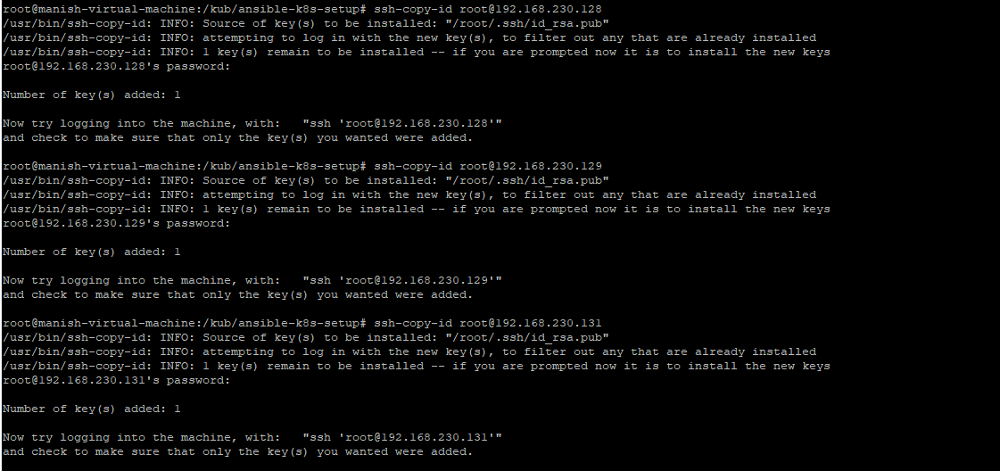 root@manish-virtual-machine:/kub/ansible-k8s-setup# ssh-copy-id root@192.168.230.128
/usr/bin/ssh-copy-id: INFO: Source of key(s) to be installed: "/root/.ssh/id_rsa.pub"
/usr/bin/ssh-copy-id: INFO: attempting to log in with the new key(s), to filter out any that are already installed
/usr/bin/ssh-copy-id: INFO: 1 key(s) remain to be installed -- if you are prompted now it is to install the new keys
root@192.168.230.128's password:
Number of key(s) added: 1
Now try logging into the machine, with:   "ssh 'root@192.168.230.128'"
and check to make sure that only the key(s) you wanted were added.
root@manish-virtual-machine:/kub/ansible-k8s-setup# ssh-copy-id root@192.168.230.129
/usr/bin/ssh-copy-id: INFO: Source of key(s) to be installed: "/root/.ssh/id_rsa.pub"
/usr/bin/ssh-copy-id: INFO: attempting to log in with the new key(s), to filter out any that are already installed
/usr/bin/ssh-copy-id: INFO: 1 key(s) remain to be installed -- if you are prompted now it is to install the new keys
root@192.168.230.129's password:
Number of key(s) added: 1
Now try logging into the machine, with:   "ssh 'root@192.168.230.129'"
and check to make sure that only the key(s) you wanted were added.
root@manish-virtual-machine:/kub/ansible-k8s-setup# ssh-copy-id root@192.168.230.131
/usr/bin/ssh-copy-id: INFO: Source of key(s) to be installed: "/root/.ssh/id_rsa.pub"
/usr/bin/ssh-copy-id: INFO: attempting to log in with the new key(s), to filter out any that are already installed
/usr/bin/ssh-copy-id: INFO: 1 key(s) remain to be installed -- if you are prompted now it is to install the new keys
root@192.168.230.131's password:
Number of key(s) added: 1
Now try logging into the machine, with:   "ssh 'root@192.168.230.131'"
and check to make sure that only the key(s) you wanted were added.